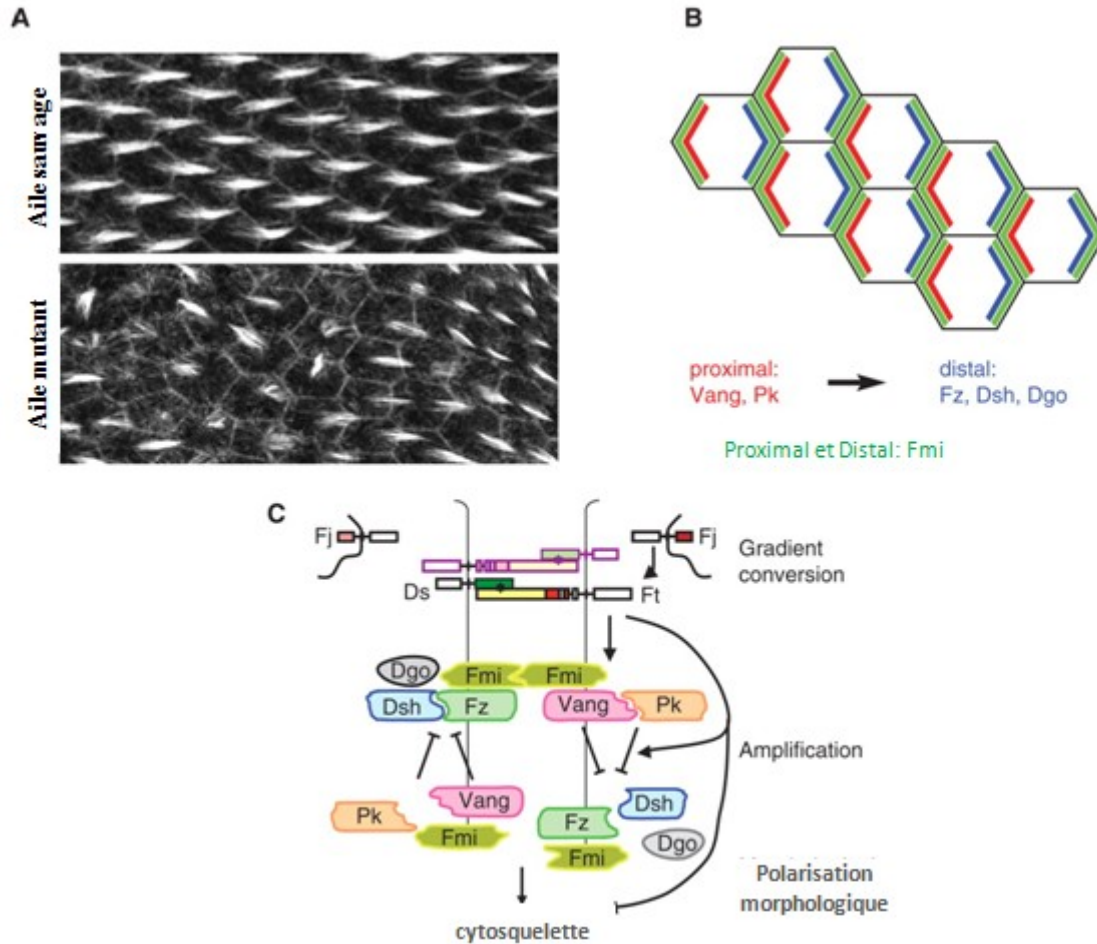 A
Aile sauvage
Aile mutant
B
proximal:
Vang, Pk
distal:
Fz, Dsh, Dgo
Proximal et Distal: Fmi
C
Fj
Fj
Gradient
conversion
Ds
Ft
Dgo
Fmi
Fmi
Dsh
Fz
Vang
Pk
Amplification
Pk
Vang
Fmi
Fz
Dsh
Dgo
Fmi
Polarisation
morphologique
cytosquelette